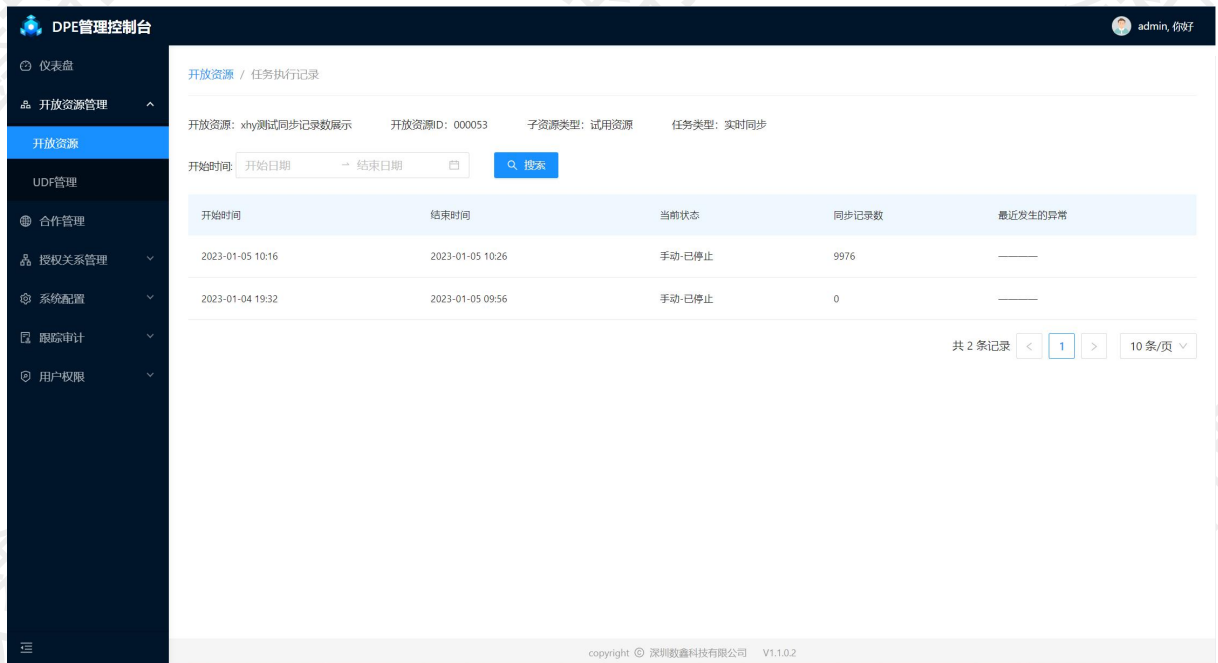 DPE管理控制台
admin, 你好
仪表盘
开放资源管理
开放资源
UDF管理
合作管理
授权关系管理
系统配置
跟踪审计
用户权限
开放资源 / 任务执行记录
开放资源：xhy测试同步记录数展示 开放资源ID：000053 子资源类型：试用资源 任务类型：实时同步
开始时间: 开始日期 → 结束日期 搜索
开始时间 结束时间 当前状态 同步记录数 最近发生的异常
2023-01-05 10:16 2023-01-05 10:26 手动-已停止 9976 ————
2023-01-04 19:32 2023-01-05 09:56 手动-已停止 0 ————
共 2 条记录 < 1 > 10 条/页
copyright © 深圳数鑫科技有限公司 V1.1.0.2